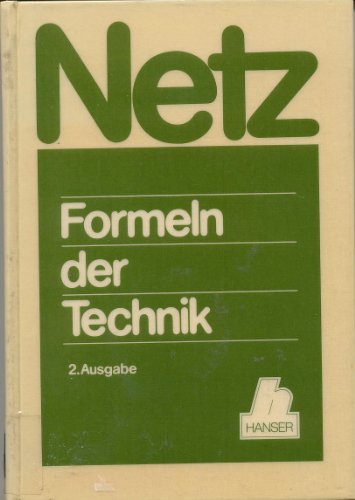 Netz
Formeln
der
Technik
2.Ausgabe
h
HANSER